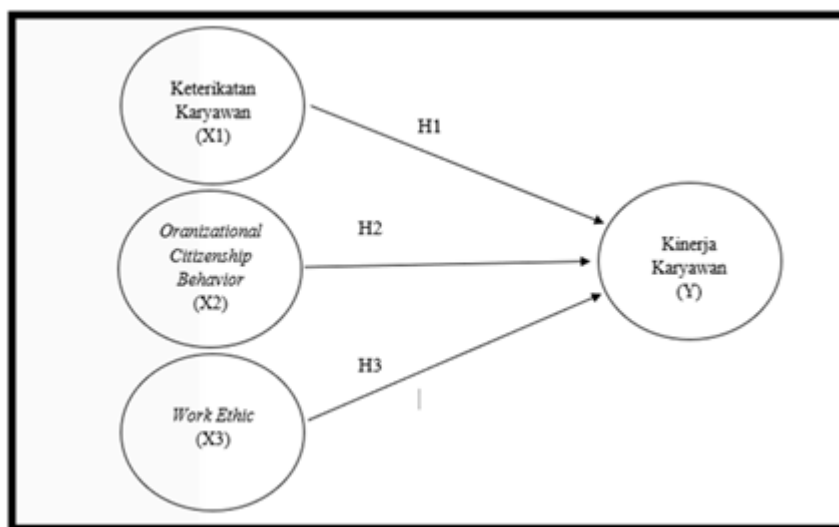 Keterikatan
Karyawan
(X1)
H1
Oranizational
Citizenship
Behavior
(X2)
H2
Kinerja
Karyawan
(Y)
H3
Work Ethic
(X3)